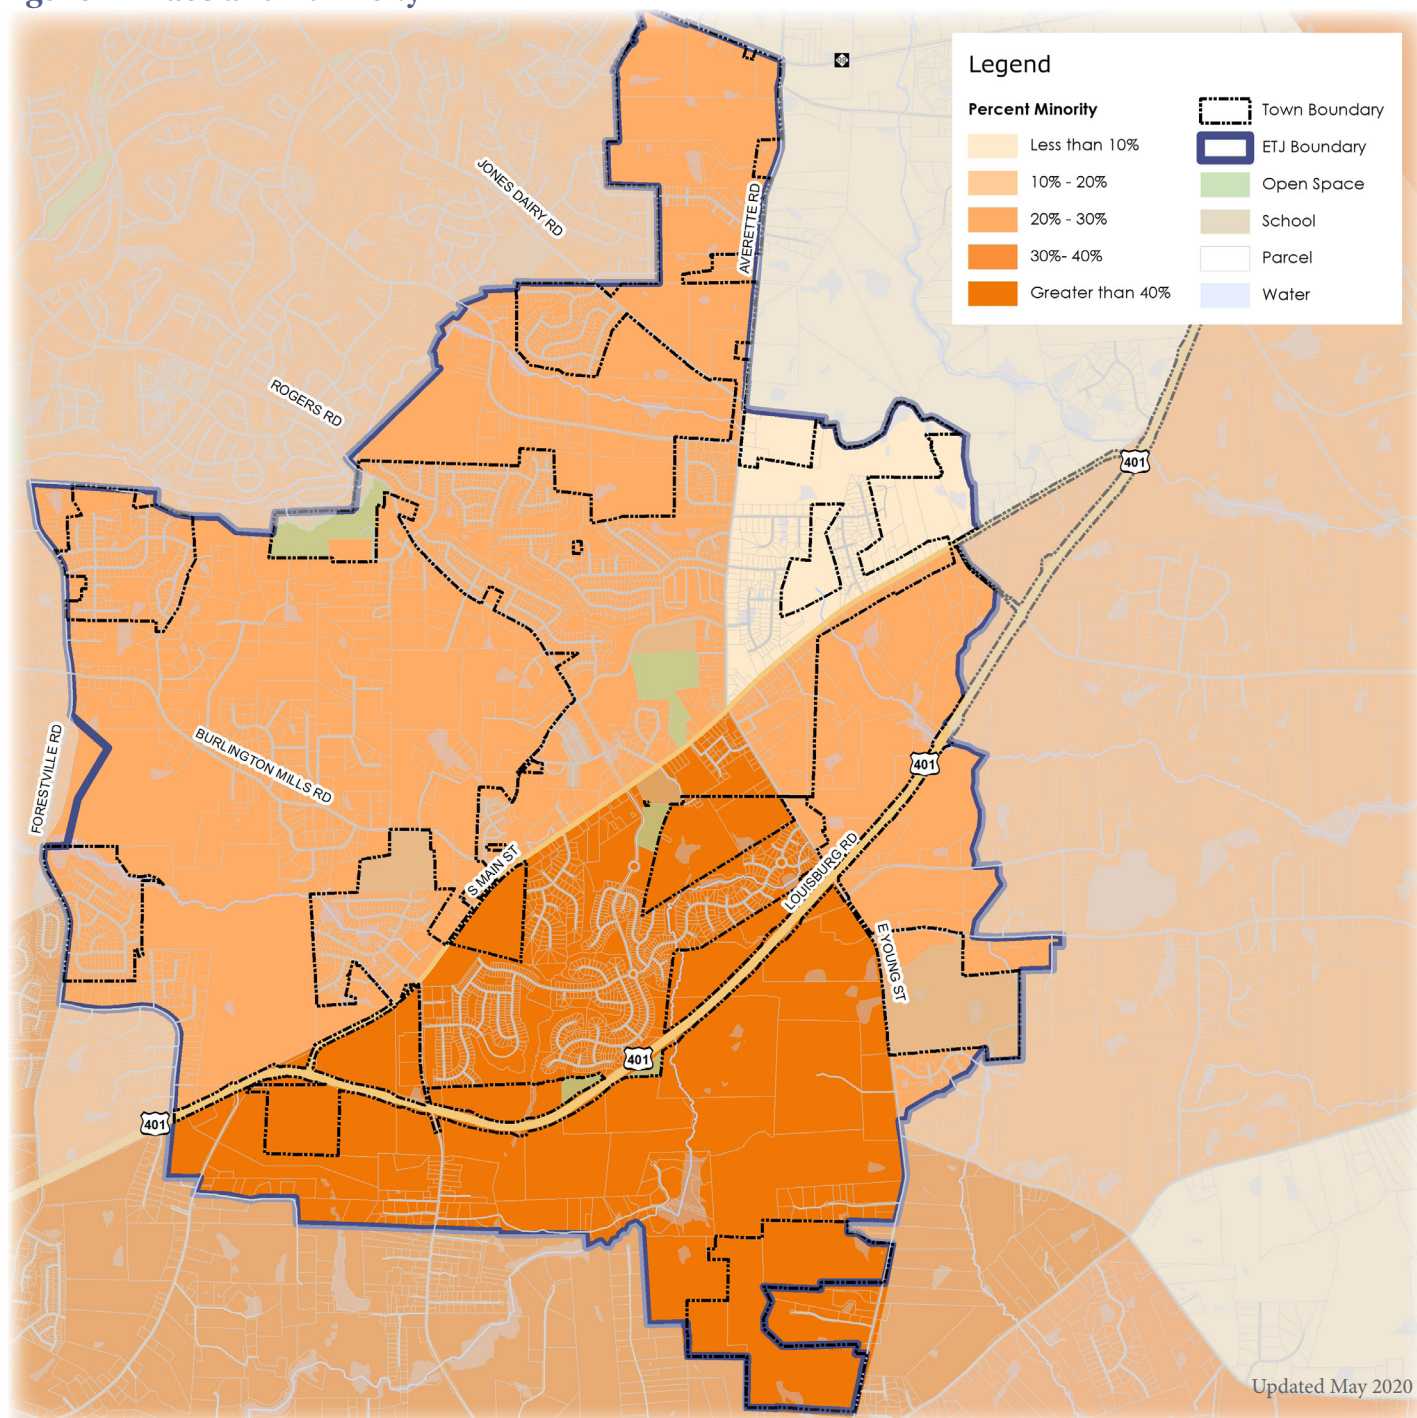 Legend
Percent Minority
Less than 10%
10% - 20%
20% - 30%
30%- 40%
Greater than 40%
Town Boundary
ETJ Boundary
Open Space
School
Parcel
Water
JONES DAIRY RD
AVERETTE RD
ROGERS RD
401
FORESTVILLE RD
BURLINGTON MILLS RD
401
S MAIN ST
LOUISBURG RD
E YOUNG ST
401
401
Updated May 2020